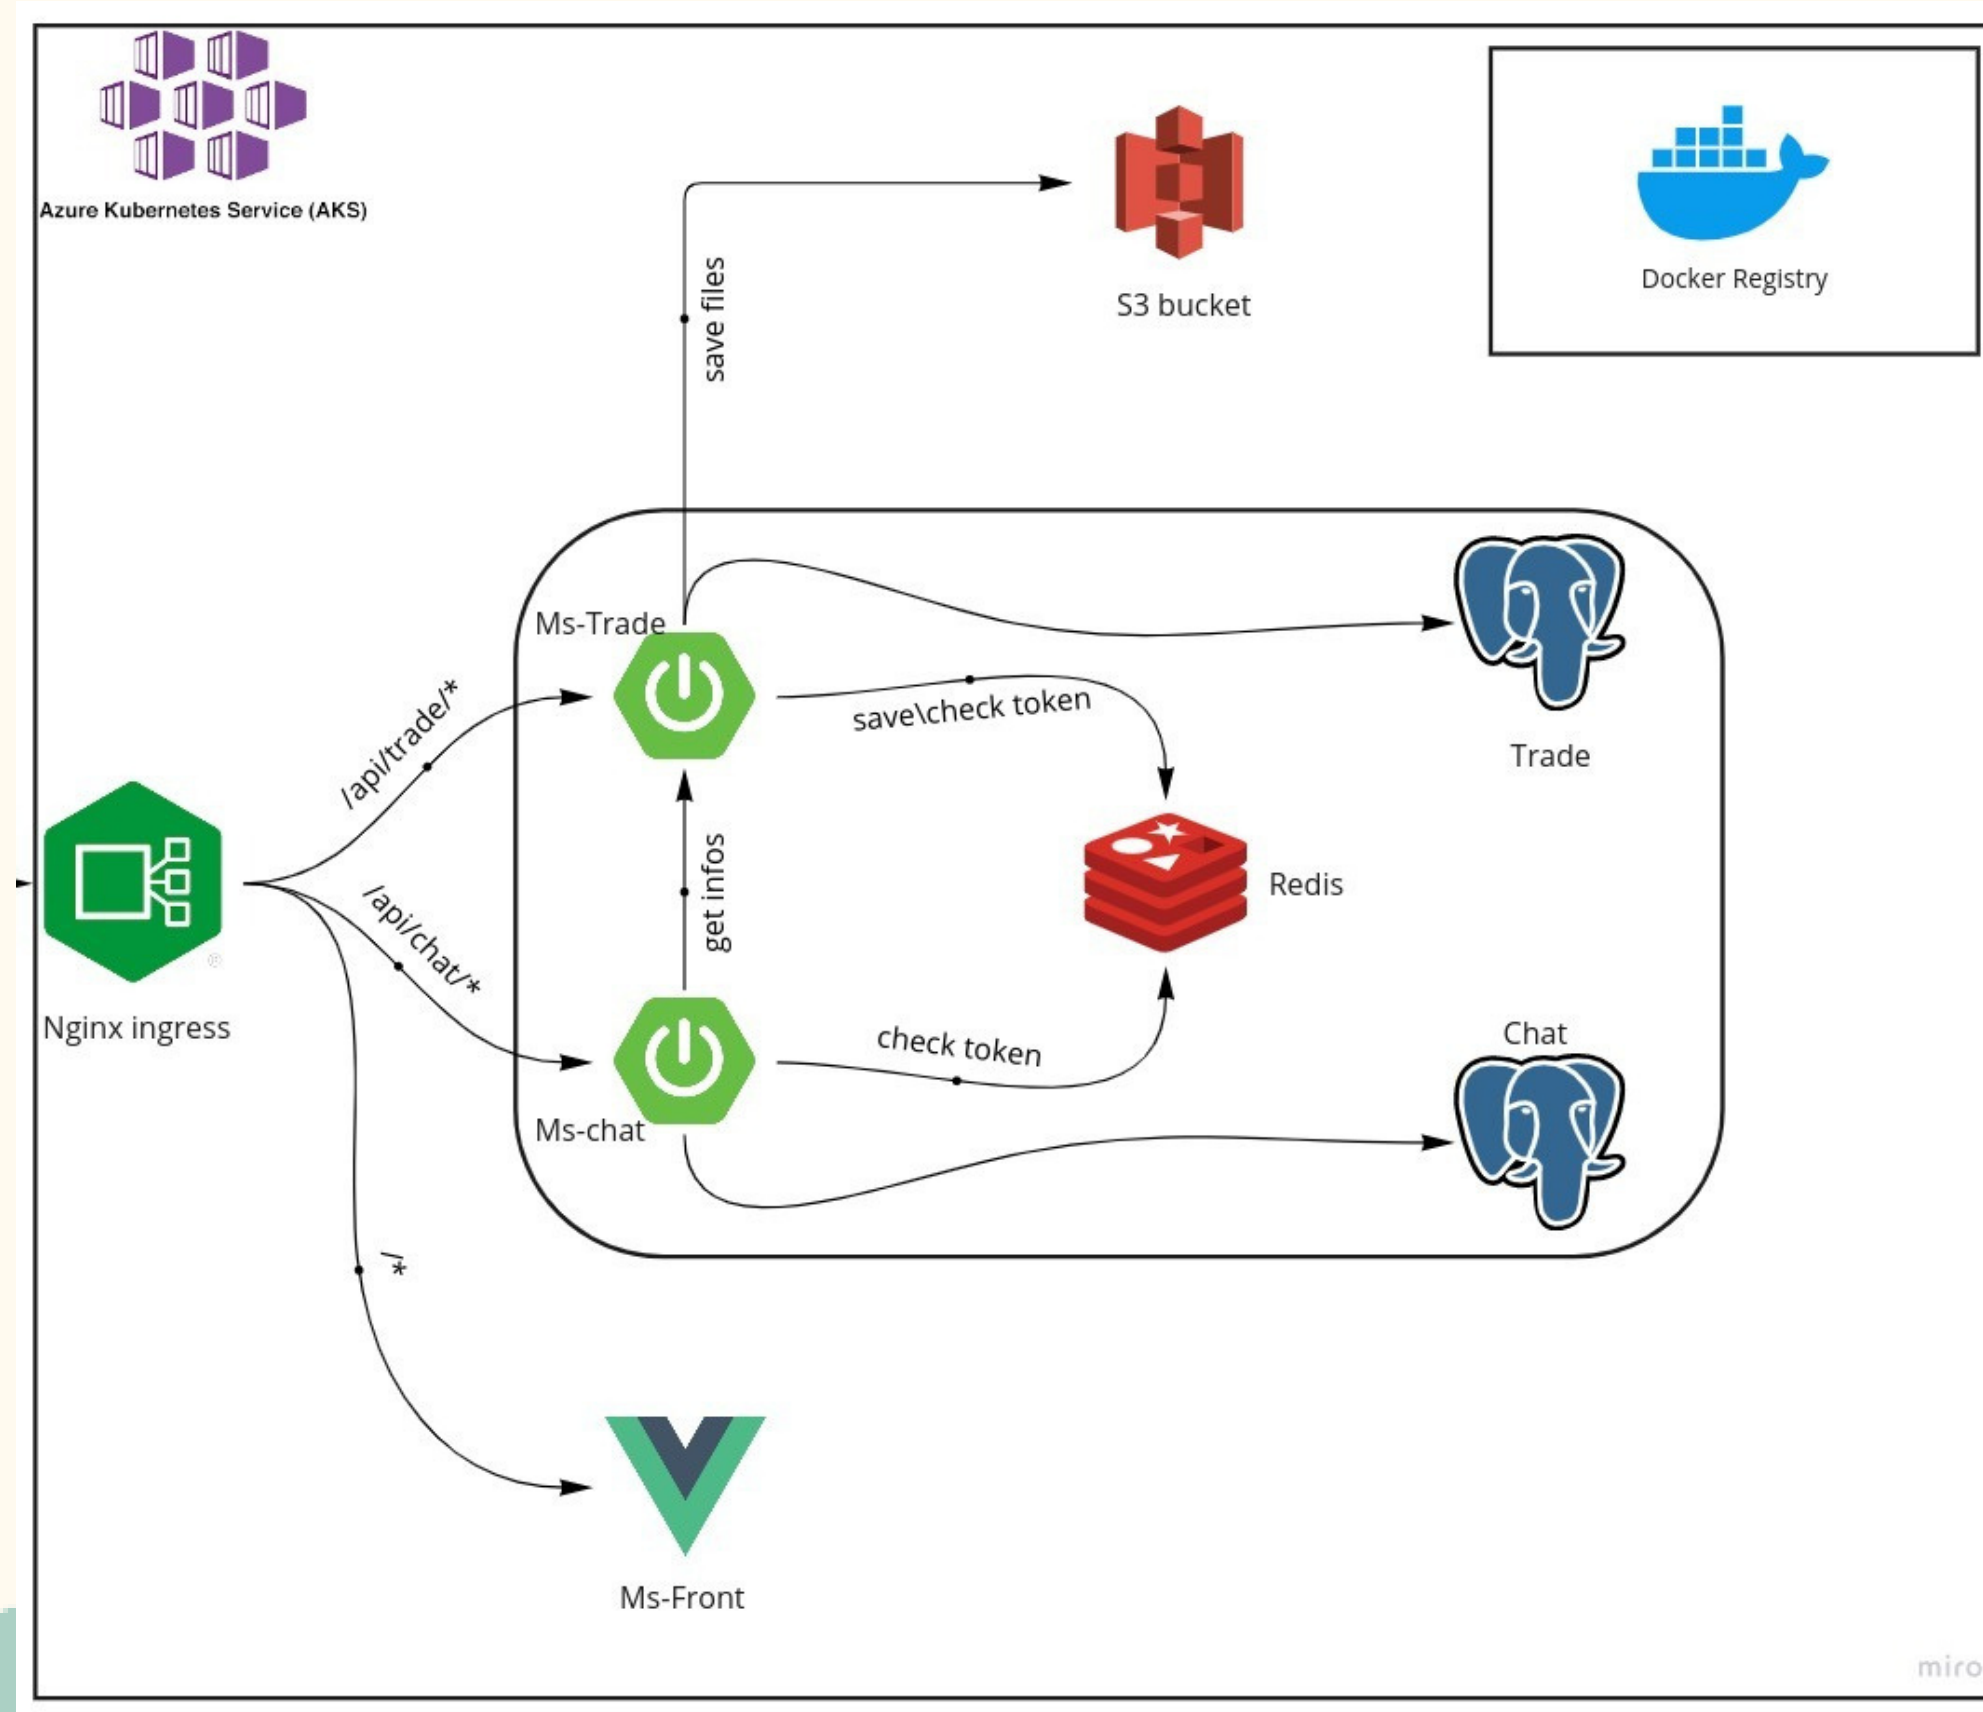 Azure Kubernetes Service (AKS)
S3 bucket
Docker Registry
save files
Ms-Trade
save\check token
Trade
/api/trade/*
Redis
get infos
/api/chat/*
Nginx ingress
check token
Chat
Ms-chat
/*
Ms-Front
miro